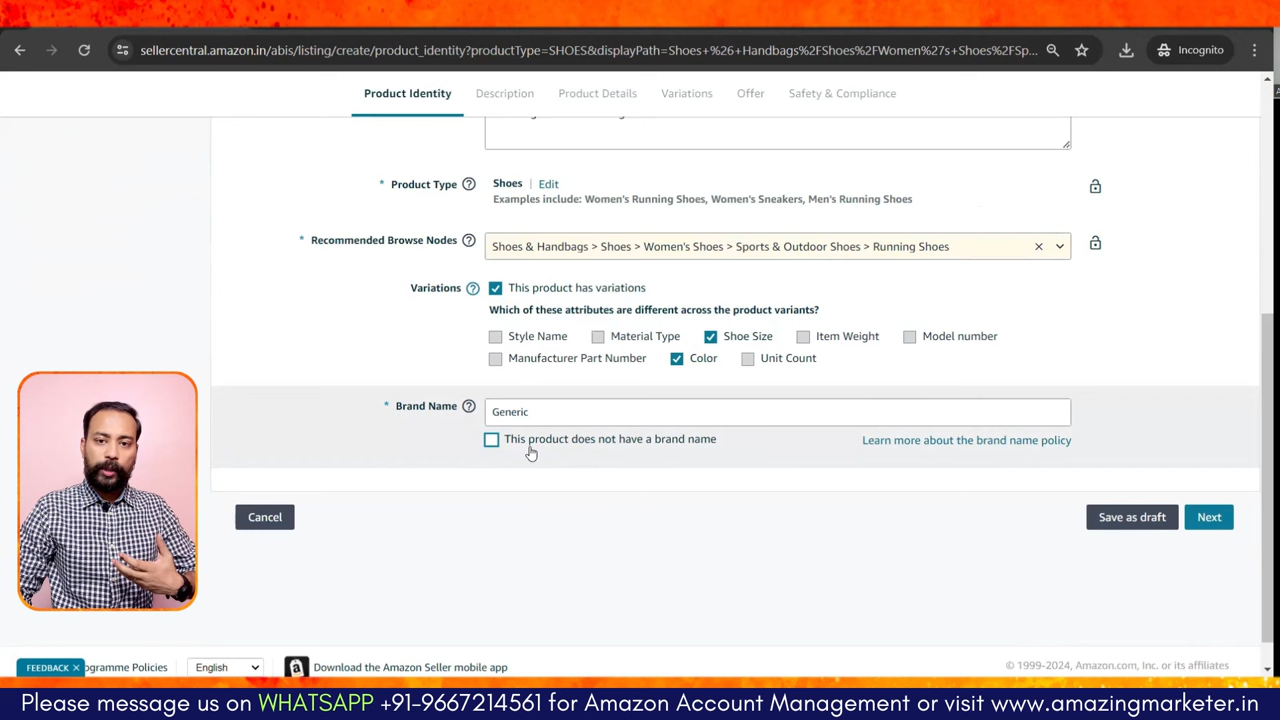 sellercentral.amazon.in/abis/listing/create/product_identity?productType=SHOES&displayPath=Shoes+%26+Handbags%2FShoes%2FWomen%27s+Shoes%2FSp...
Incognito
Product Identity
Description
Product Details
Variations
Offer
Safety & Compliance
* Product Type ?
Shoes | Edit
Examples include: Women's Running Shoes, Women's Sneakers, Men's Running Shoes
* Recommended Browse Nodes ?
Shoes & Handbags > Shoes > Women's Shoes > Sports & Outdoor Shoes > Running Shoes
Variations ?
This product has variations
Which of these attributes are different across the product variants?
Style Name Material Type Shoe Size Item Weight Model number
Manufacturer Part Number Color Unit Count
* Brand Name ?
Generic
This product does not have a brand name
Learn more about the brand name policy
Cancel
Save as draft
Next
FEEDBACK ×
ogramme Policies
English
Download the Amazon Seller mobile app
© 1999-2024, Amazon.com, Inc. or its affiliates
Please message us on WHATSAPP +91-9667214561 for Amazon Account Management or visit www.amazingmarketer.in